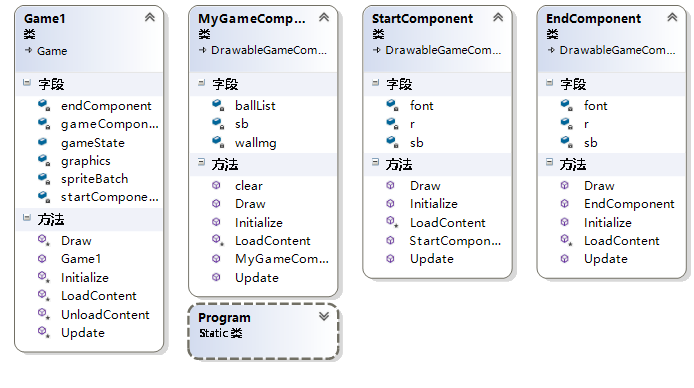 Game1
类
Game
字段
endComponent
gameCompon...
gameState
graphics
spriteBatch
startCompone...
方法
Draw
Game1
Initialize
LoadContent
UnloadContent
Update
MyGameComp...
类
DrawableGameCom...
字段
ballList
sb
wallmg
方法
clear
Draw
Initialize
LoadContent
MyGameCom...
Update
Program
Static 类
StartComponent
类
DrawableGameCom...
字段
font
r
sb
方法
Draw
Initialize
LoadContent
StartCompon...
Update
EndComponent
类
DrawableGameCom...
字段
font
r
sb
方法
Draw
EndComponent
Initialize
LoadContent
Update